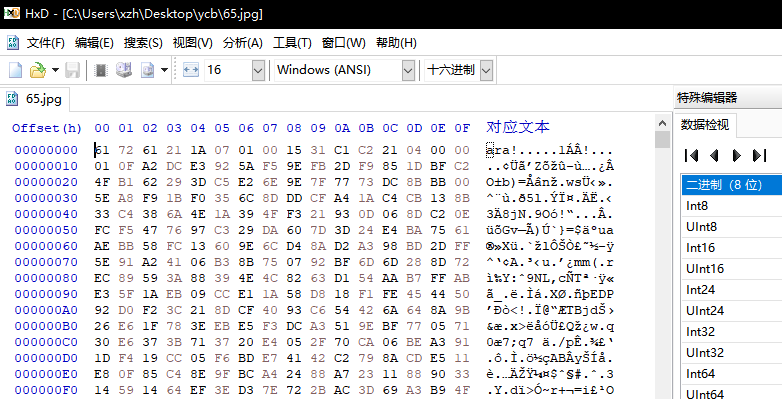 HxD - [C:\Users\xzh\Desktop\ycb\65.jpg]
文件(F) 编辑(E) 搜索(S) 视图(V) 分析(A) 工具(T) 窗口(W) 帮助(H)
16 Windows (ANSI) 十六进制
65.jpg 特殊编辑器
Offset(h) 00 01 02 03 04 05 06 07 08 09 0A 0B 0C 0D 0E 0F 对应文本 数据检视
00000000 61 72 61 21 1A 07 01 00 15 31 C1 C2 21 04 00 00 ara!.....1ÁÂ!...
00000010 01 0F A2 DC E3 92 5A F5 9E FB 2D F9 85 1D BF C2 ..¢Üã’Zõžû-ù….¿Â
00000020 4F B1 62 29 3D C5 E2 6E 9E 7F 77 73 DC 8B BB 00 O±b)=Åânž.wsÜ‹».
00000030 5E A8 F9 1B F0 35 6C 8D DD CF A4 1A C4 CB 13 8B ^¨ù.ð5l.ÝÏ¤.ÄË.‹
00000040 33 C4 38 6A 4E 1A 39 4F F3 21 93 0D 06 8D C2 0E 3Ä8jN.9Oó!“...Â.
00000050 FC F5 47 76 97 C3 29 DA 60 7D 3D 24 E4 BA 75 61 üõGv—Ã)Ú`}=$äºua
00000060 AE BB 58 FC 13 60 9E 6C D4 8A D2 A3 98 BD 2D FF ®»Xü.`žlÔŠÒ£˜½-ÿ
00000070 5E 91 A2 41 06 B3 8B 75 07 92 BF 6D 6D 28 8D 72 ^‘¢A.³‹u.’¿mm(.r
00000080 EC 89 59 3A 88 39 4E 4C 82 63 D1 54 AA B7 FF AB ì‰Y:ˆ9NL‚cÑTª·ÿ«
00000090 E3 5F 1A EB 09 CC E1 1A 58 D8 18 F1 FE 45 44 50 ã_.ë.Ìá.XØ.ñþEDP
000000A0 92 D0 F2 3C 21 8D CF 40 93 C6 54 42 6A 64 8A 9B ’Ðò<!.Ï@“ÆTBjdŠ›
000000B0 26 E6 1F 78 3E EB E5 F3 DC A3 51 9E BF 77 05 71 &æ.x>ëåóÜ£Qž¿w.q
000000C0 30 E6 37 3B 71 37 20 E4 05 2F 70 CA 06 BE A3 91 0æ7;q7 ä./pÊ.¾£‘
000000D0 1D F4 19 CC 05 F6 BD E7 41 42 C2 79 8A CD E5 11 .ô.Ì.ö½çABÂyŠÍå.
000000E0 E8 0F 85 C4 8E 9F BC A4 24 88 A7 23 11 88 90 33 è.…ÄŽŸ¼¤$ˆ§#.ˆ.3
000000F0 14 59 14 64 EF 3E D3 7E 72 2B AC 3D 69 A3 B9 4F .Y.dï>Ó~r+¬=i£¹O
二进制 (8 位)
Int8
UInt8
Int16
UInt16
Int24
UInt24
Int32
UInt32
Int64
UInt64